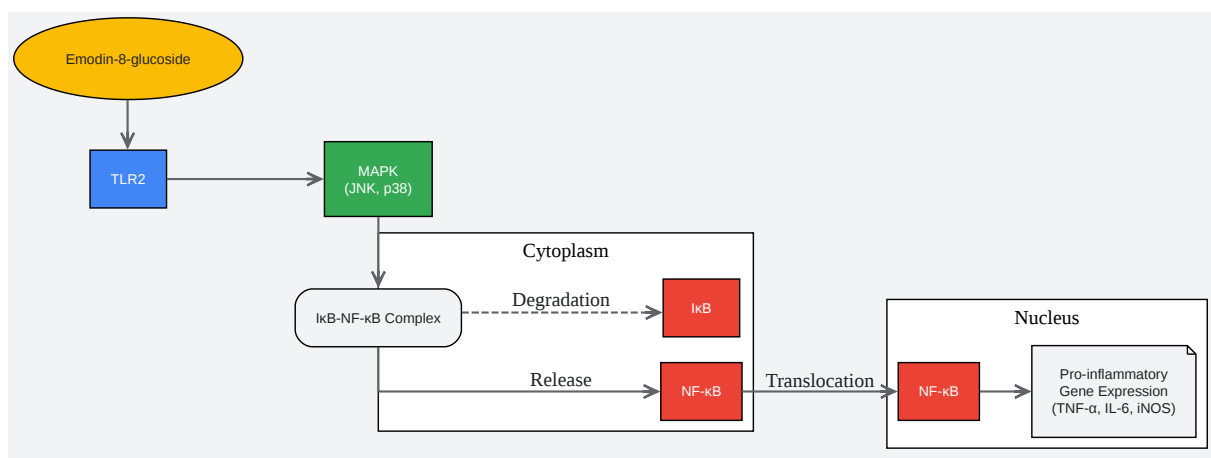 Emodin-8-glucoside
TLR2
MAPK
(JNK, p38)
Cytoplasm
IκB-NF-κB Complex
Degradation
IκB
Release
NF-κB
Translocation
Nucleus
NF-κB
Pro-inflammatory
Gene Expression
(TNF-α, IL-6, iNOS)